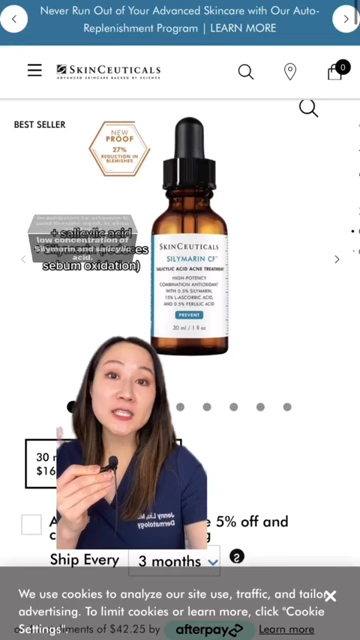 Never Run Out of Your Advanced Skincare with Our Auto-
Replenishment Program | LEARN MORE
SKINCEUTICALS
ADVANCED SKINCARE BACKED BY SCIENCE
0
BEST SELLER
NEW
PROOF
27%
REDUCTION IN
BLEMISHES
+ salicylic acid
low concentration of
Silymarin and salicylic
acid.
sebum oxidation)
SKINCEUTICALS
SILYMARIN CF
SALICYLIC ACID ACNE TREATMENT
HIGH-POTENCY
COMBINATION ANTIOXIDANT
WITH 0.5% SILYMARIN,
15% L-ASCORBIC ACID,
AND 0.5% FERULIC ACID
PREVENT
30 ml / 1 fl oz
30 m
$16
Jenny Liu, M
Dermatology
5% off and
Ship Every
3 months
We use cookies to analyze our site use, traffic, and tailor
advertising. To limit cookies or learn more, click "Cookie
Settings"
ments of $42.25 by afterpay Learn more